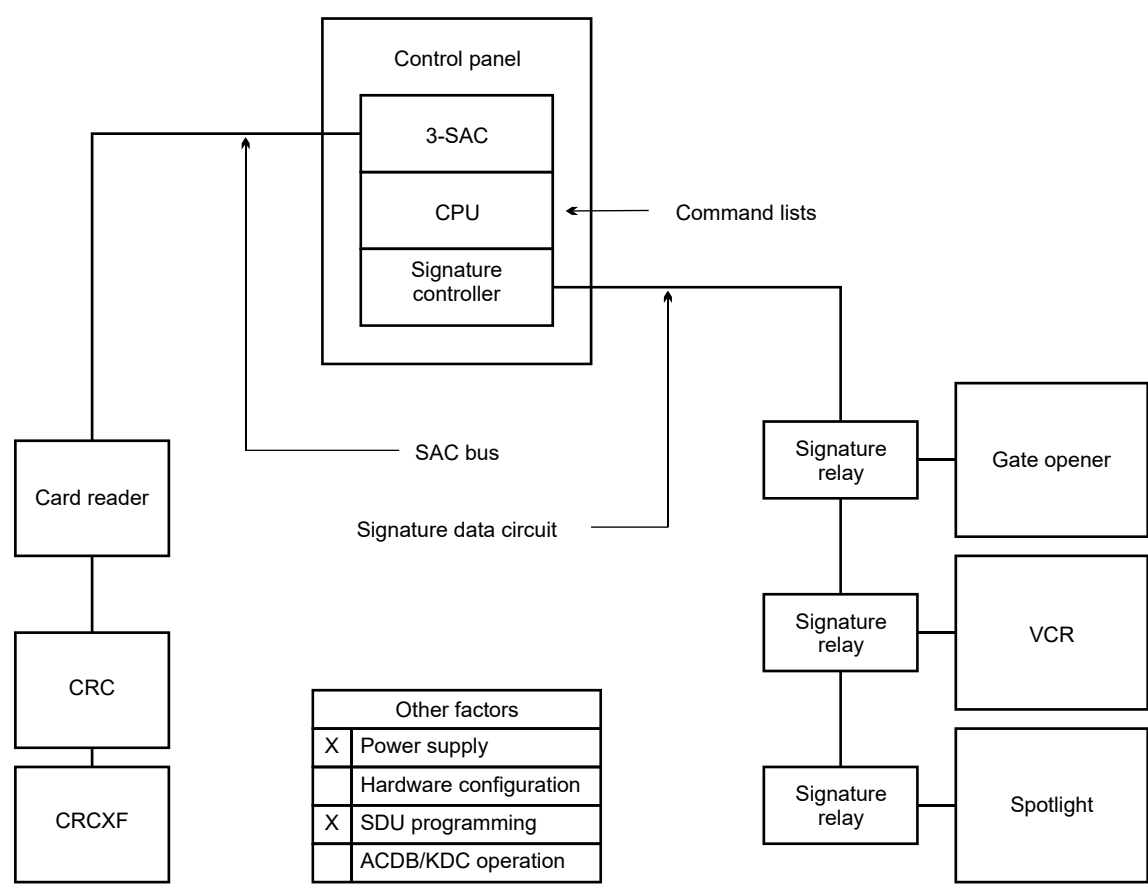 Control panel
3-SAC
CPU
Command lists
Signature
controller
SAC bus
Signature data circuit
Card reader
CRC
CRCXF
Signature
relay
Gate opener
Signature
relay
VCR
Signature
relay
Spotlight
Other factors
X Power supply
Hardware configuration
X SDU programming
ACDB/KDC operation